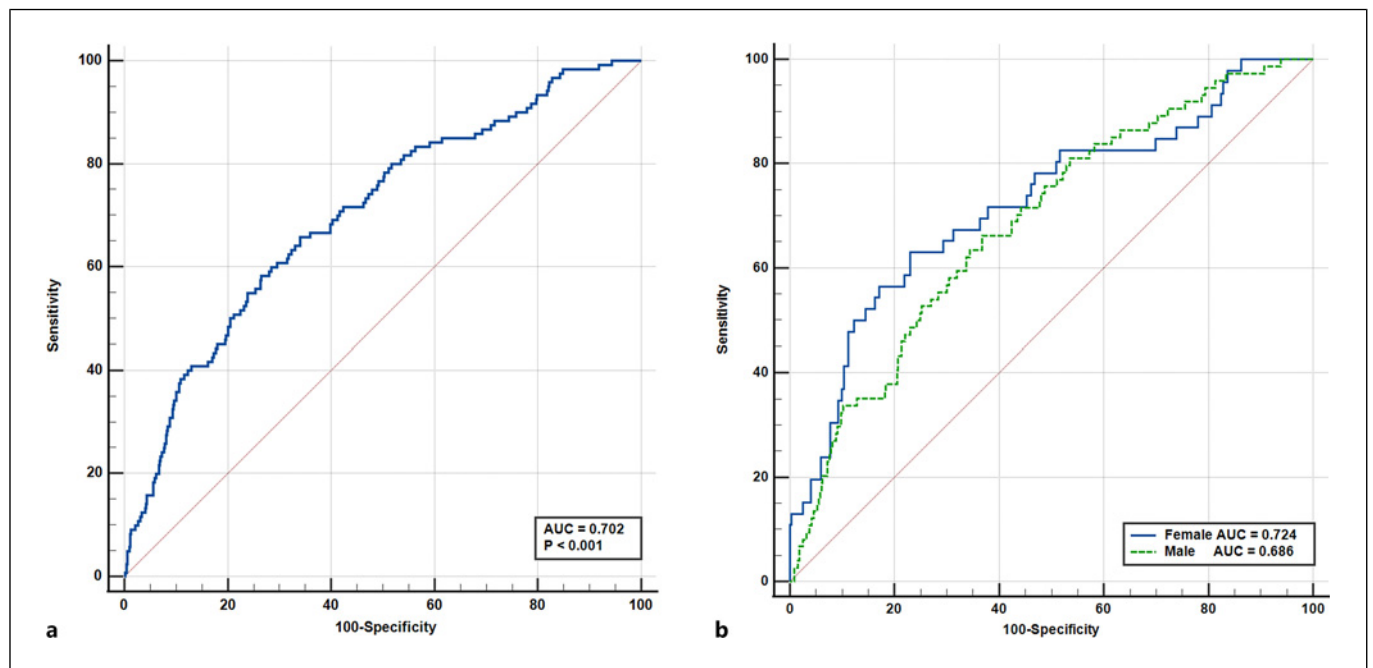 100
80
60
40
20
0
Sensitivity
AUC = 0.702
P < 0.001
0 20 40 60 80 100
100-Specificity
a
100
80
60
40
20
0
Sensitivity
Female AUC = 0.724
Male AUC = 0.686
0 20 40 60 80 100
100-Specificity
b